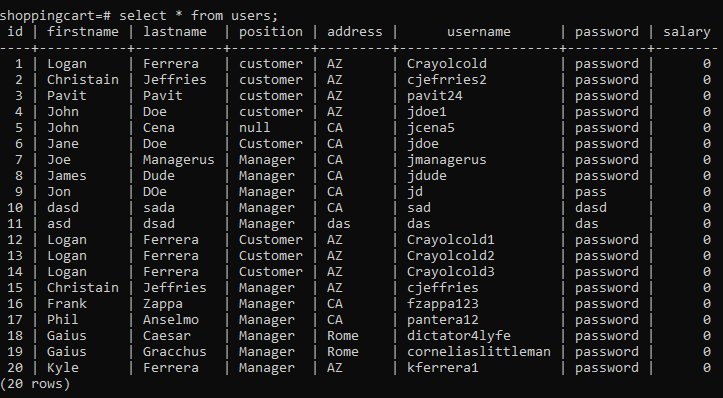 shoppingcart=# select * from users;
 id | firstname | lastname  | position | address |      username      | password | salary
----+-----------+-----------+----------+---------+--------------------+----------+--------
  1 | Logan     | Ferrera   | customer | AZ      | Crayolcold         | password |      0
  2 | Christain | Jeffries  | customer | AZ      | cjefrries2         | password |      0
  3 | Pavit     | Pavit     | customer | AZ      | pavit24            | password |      0
  4 | John      | Doe       | customer | AZ      | jdoe1              | password |      0
  5 | John      | Cena      | null     | CA      | jcena5             | password |      0
  6 | Jane      | Doe       | Customer | CA      | jdoe               | password |      0
  7 | Joe       | Managerus | Manager  | CA      | jmanagerus         | password |      0
  8 | James     | Dude      | Manager  | CA      | jdude              | password |      0
  9 | Jon       | DOe       | Manager  | CA      | jd                 | pass     |      0
 10 | dasd      | sada      | Manager  | CA      | sad                | dasd     |      0
 11 | asd       | dsad      | Manager  | das     | das                | das      |      0
 12 | Logan     | Ferrera   | Customer | AZ      | Crayolcold1        | password |      0
 13 | Logan     | Ferrera   | Customer | AZ      | Crayolcold2        | password |      0
 14 | Logan     | Ferrera   | Customer | AZ      | Crayolcold3        | password |      0
 15 | Christain | Jeffries  | Manager  | AZ      | cjeffries          | password |      0
 16 | Frank     | Zappa     | Manager  | CA      | fzappa123          | password |      0
 17 | Phil      | Anselmo   | Manager  | CA      | pantera12          | password |      0
 18 | Gaius     | Caesar    | Manager  | Rome    | dictator4lyfe      | password |      0
 19 | Gaius     | Gracchus  | Manager  | Rome    | corneliaslittleman | password |      0
 20 | Kyle      | Ferrera   | Manager  | AZ      | kferrera1          | password |      0
(20 rows)